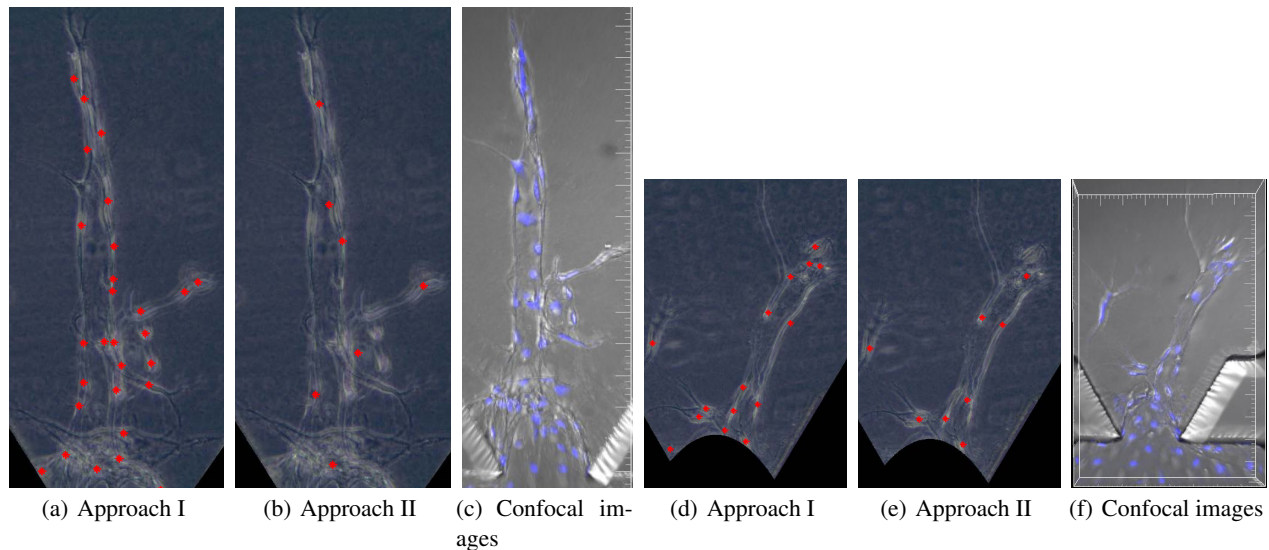 (a) Approach I
(b) Approach II
(c) Confocal im-
ages
(d) Approach I
(e) Approach II
(f) Confocal images